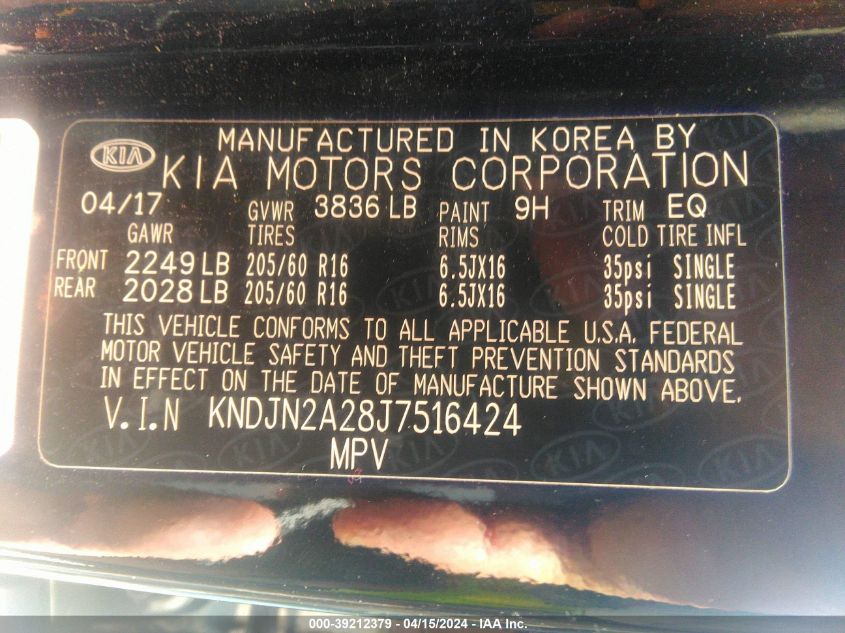 MANUFACTURED IN KOREA BY
KIA KIA MOTORS CORPORATION
04/17 GVWR 3836 LB PAINT 9H TRIM EQ
GAWR TIRES RIMS COLD TIRE INFL
FRONT 2249 LB 205/60 R16 6.5JX16 35psi SINGLE
REAR 2028 LB 205/60 R16 6.5JX16 35psi SINGLE
THIS VEHICLE CONFORMS TO ALL APPLICABLE U.S.A. FEDERAL
MOTOR VEHICLE SAFETY AND THEFT PREVENTION STANDARDS
IN EFFECT ON THE DATE OF MANUFACTURE SHOWN ABOVE.
V.I.N KNDJN2A28J7516424
MPV
000-39212379 - 04/15/2024 - IAA Inc.